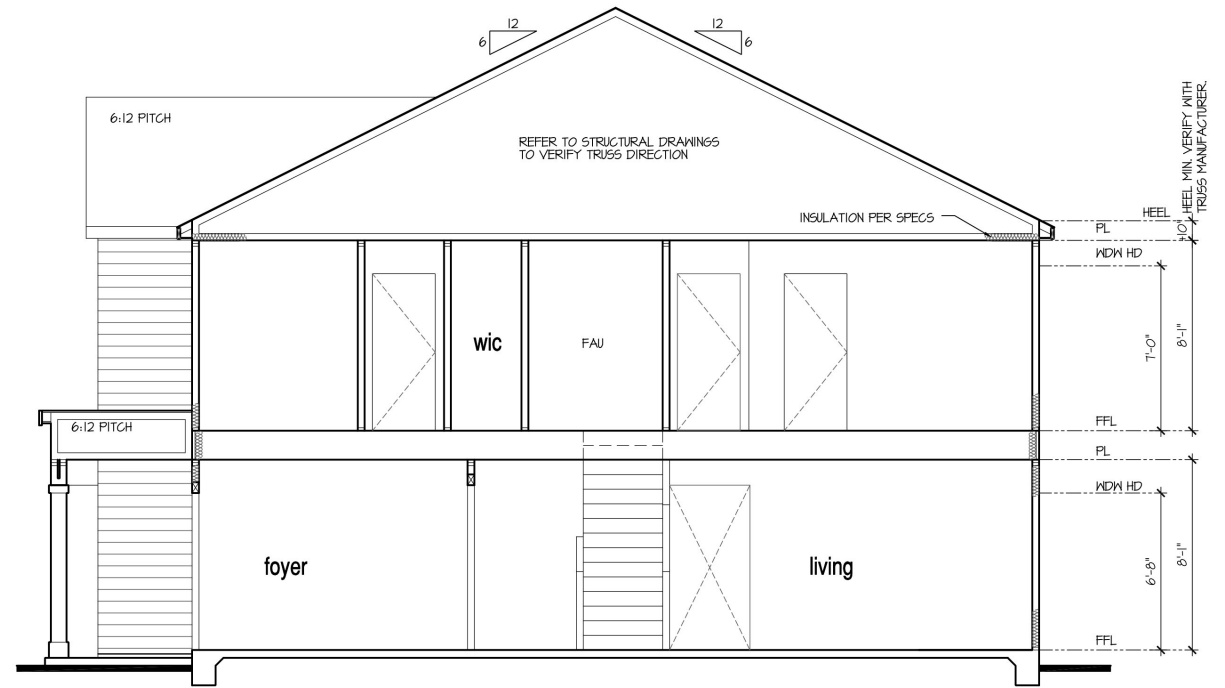 12
6
12
6
6:12 PITCH
REFER TO STRUCTURAL DRAWINGS
TO VERIFY TRUSS DIRECTION
INSULATION PER SPECS
HEEL
PL
WDW HD
±10" HEEL MIN. VERIFY WITH
TRUSS MANUFACTURER.
wic
FAU
7'-0"
8'-1"
6:12 PITCH
FFL
PL
WDW HD
foyer
living
6'-8"
8'-1"
FFL